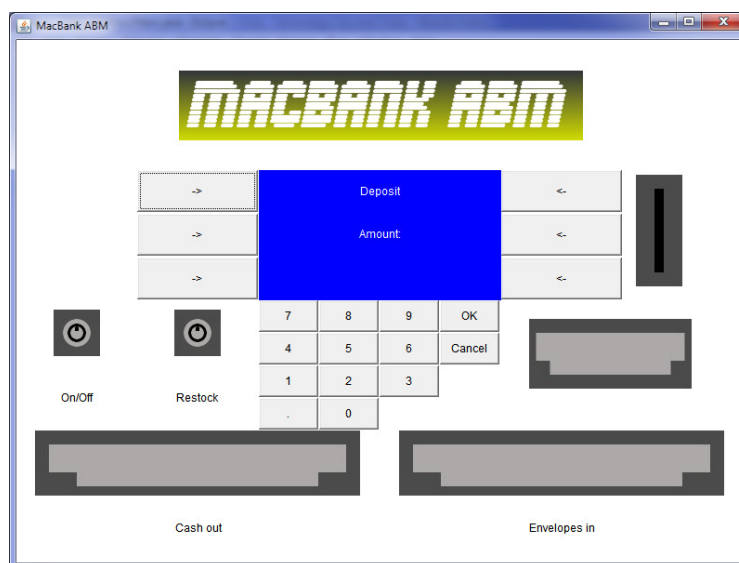 MacBank ABM
MACBANK ABM
-> Deposit <-
-> Amount: <-
-> <-
7 8 9 OK
4 5 6 Cancel
1 2 3
. 0
On/Off Restock
Cash out Envelopes in